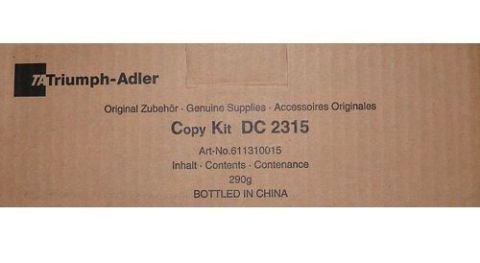 TA Triumph-Adler
Original Zubehör · Genuine Supplies · Accessoires Originales
Copy Kit DC 2315
Art-No.611310015
Inhalt · Contents · Contenance
290g
BOTTLED IN CHINA